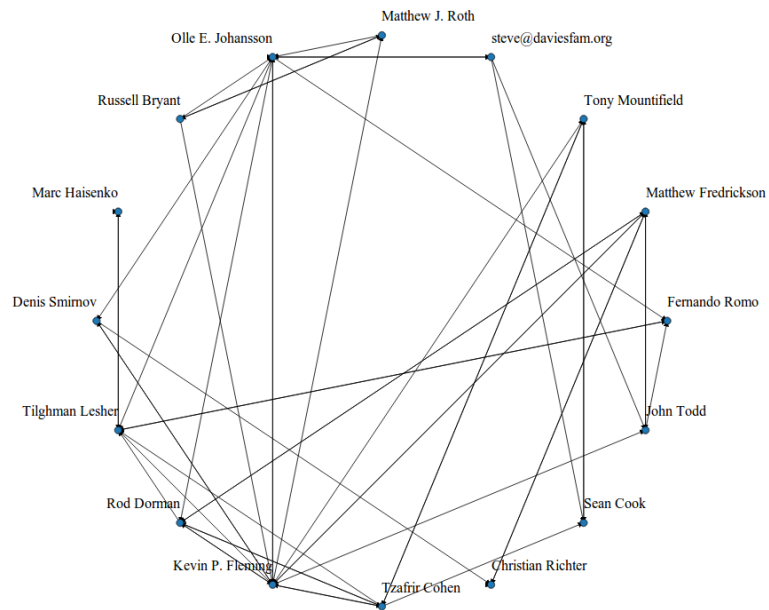 Matthew J. Roth
Olle E. Johansson
steve@daviesfam.org
Russell Bryant
Tony Mountifield
Marc Haisenko
Matthew Fredrickson
Denis Smirnov
Fernando Romo
Tilghman Lesher
John Todd
Rod Dorman
Sean Cook
Kevin P. Fleming
Christian Richter
Tzafrir Cohen